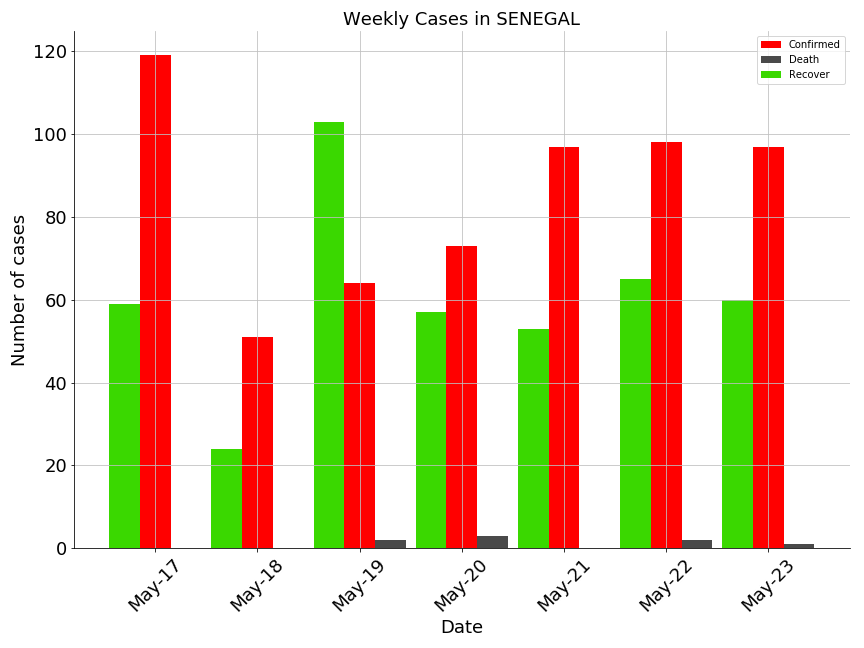 Weekly Cases in SENEGAL
Confirmed
Death
Recover
Number of cases
120
100
80
60
40
20
0
May-17
May-18
May-19
May-20
May-21
May-22
May-23
Date